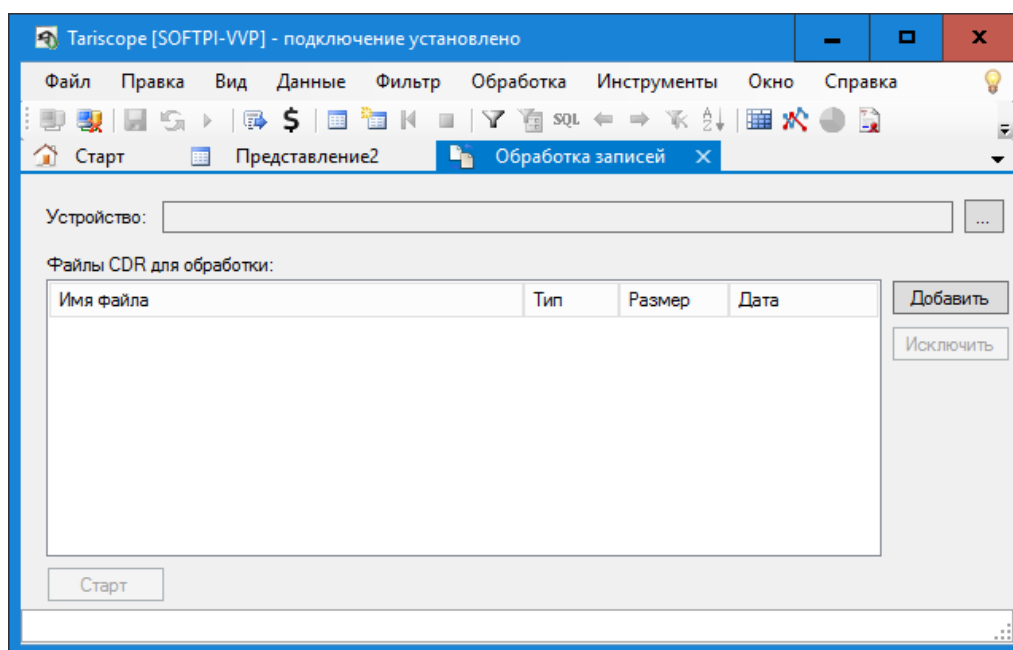 Tariscope [SOFTPI-VVP] - подключение установлено
Файл Правка Вид Данные Фильтр Обработка Инструменты Окно Справка
$ SQL A Z
Старт Представление2 Обработка записей
Устройство: ...
Файлы CDR для обработки:
Имя файла Тип Размер Дата Добавить
Исключить
Старт